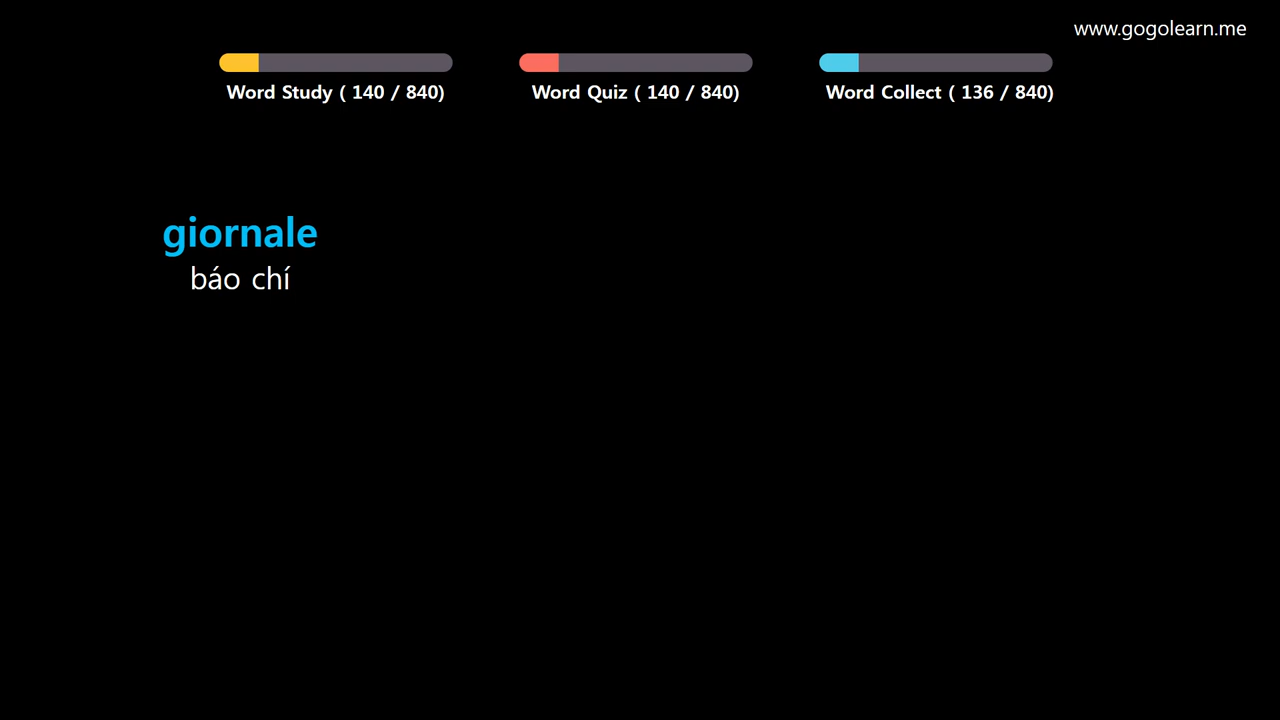 www.gogolearn.me
Word Study ( 140 / 840)
Word Quiz ( 140 / 840)
Word Collect ( 136 / 840)
giornale
báo chí